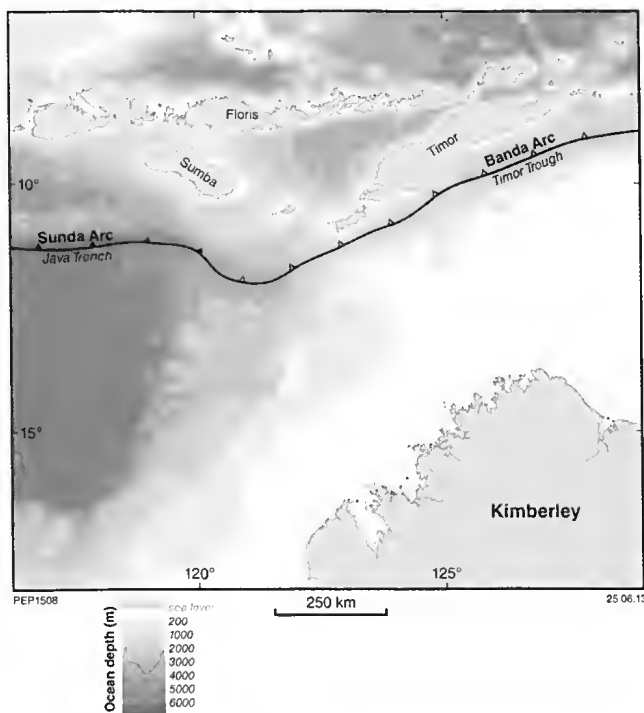 Floris
Timor
Sumba
Banda Arc
Timor Trough
10°
Sunda Arc
Java Trench
15°
Kimberley
120°
125°
PEP1508
250 km
25.06.13
Ocean depth (m)
sea level
200
1000
2000
3000
4000
5000
6000